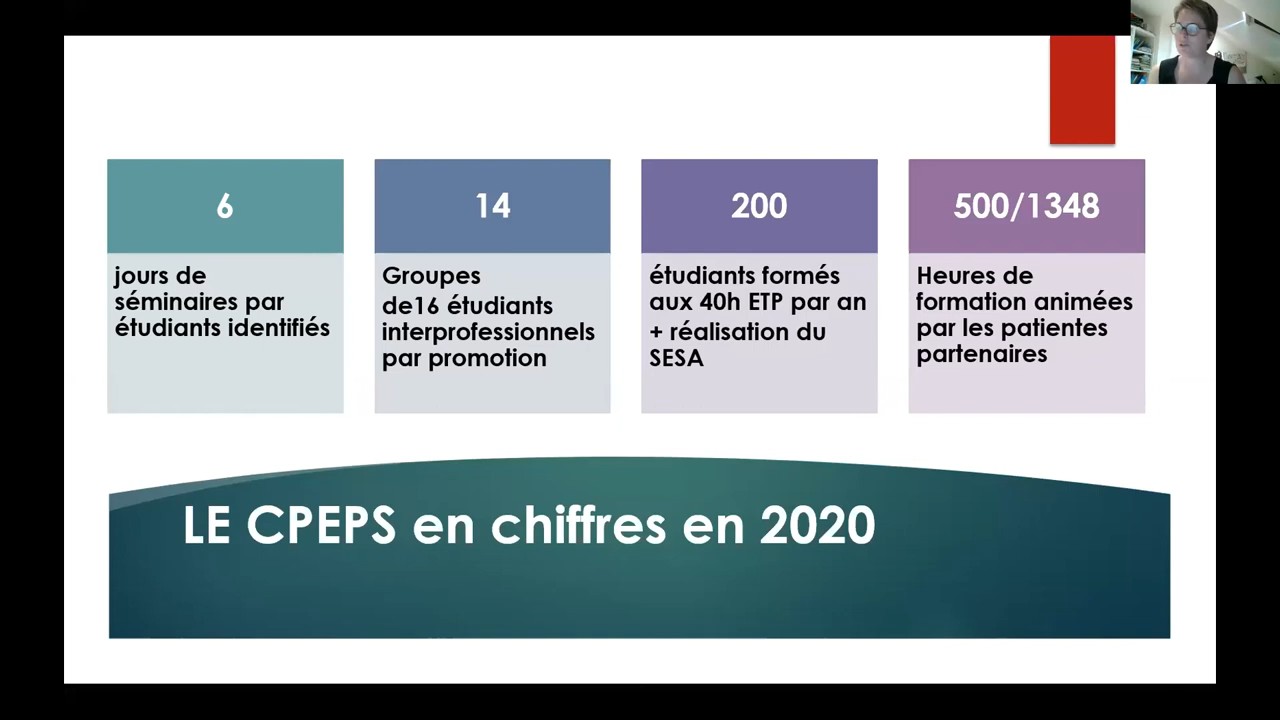 6
jours de
séminaires par
étudiants identifiés
14
Groupes
de16 étudiants
interprofessionnels
par promotion
200
étudiants formés
aux 40h ETP par an
+ réalisation du
SESA
500/1348
Heures de
formation animées
par les patientes
partenaires
LE CPEPS en chiffres en 2020